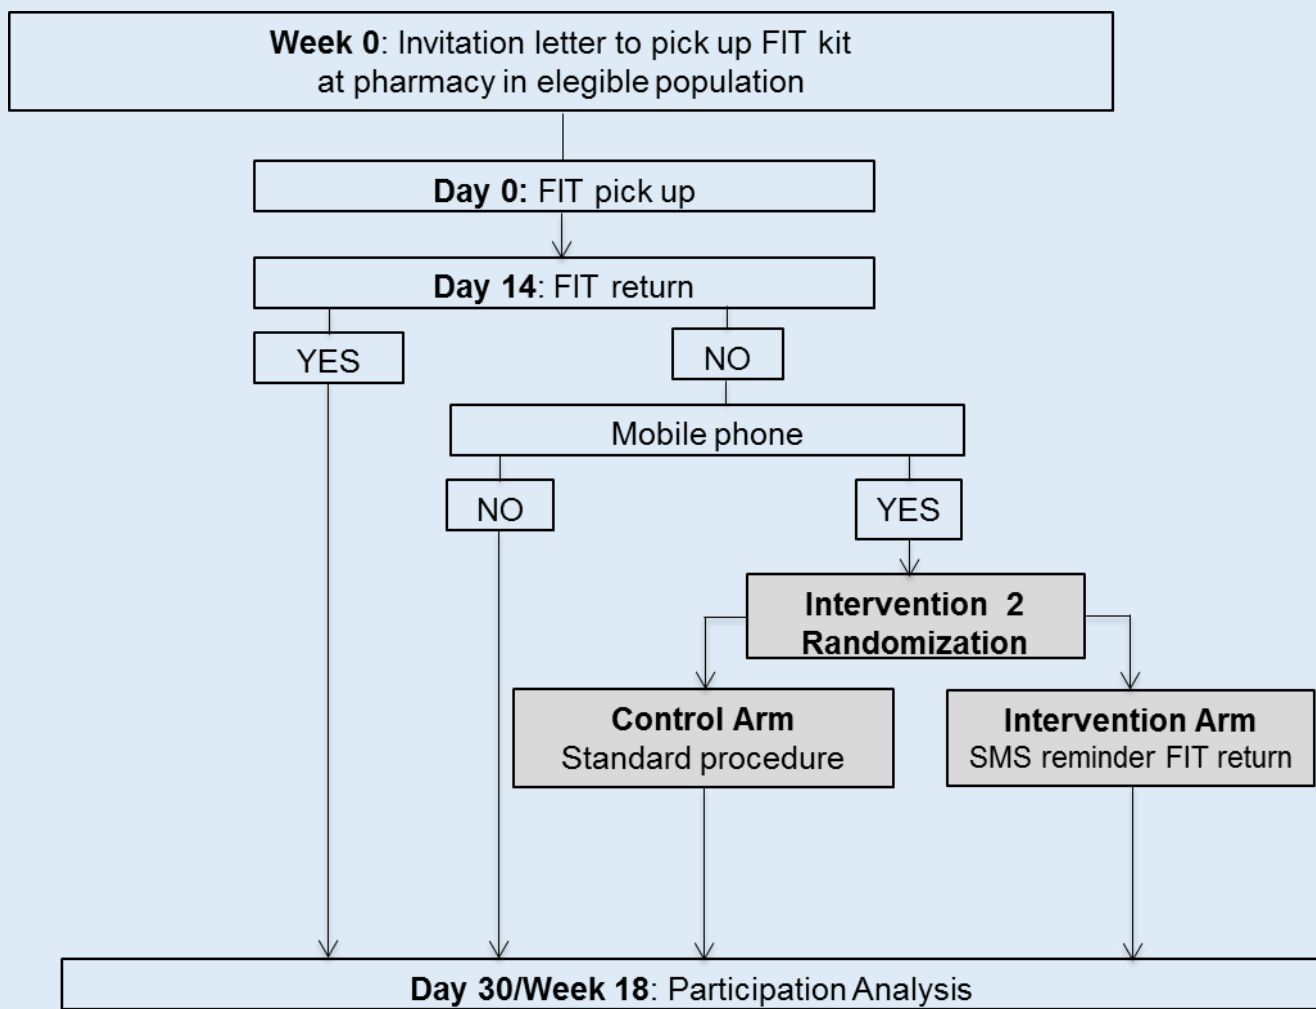 Week 0: Invitation letter to pick up FIT kit
at pharmacy in elegible population
Day 0: FIT pick up
Day 14: FIT return
YES
NO
Mobile phone
NO
YES
Intervention 2
Randomization
Control Arm
Standard procedure
Intervention Arm
SMS reminder FIT return
Day 30/Week 18: Participation Analysis